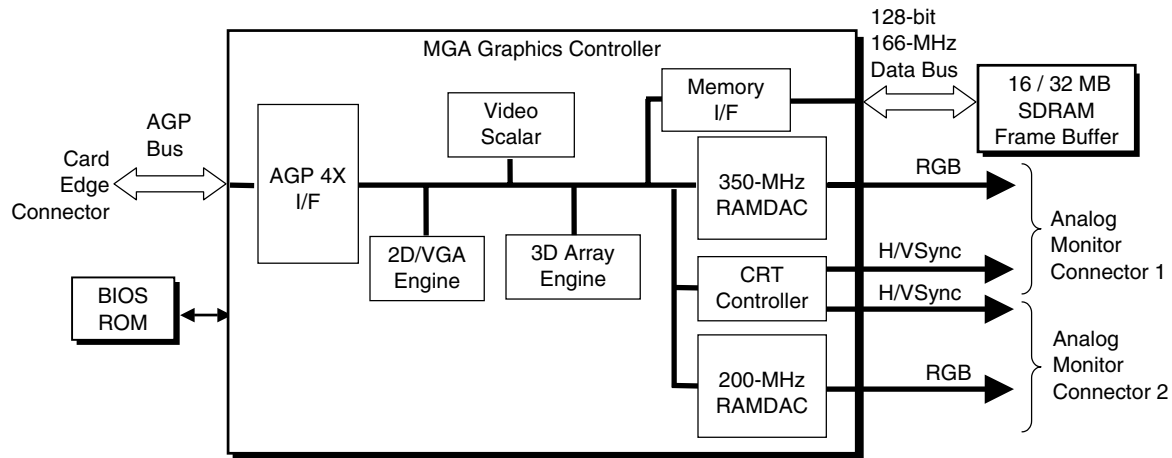 MGA Graphics Controller
128-bit
166-MHz
Data Bus
16 / 32 MB
SDRAM
Frame Buffer
Memory
I/F
Video
Scalar
AGP
Bus
Card
Edge
Connector
AGP 4X
I/F
350-MHz
RAMDAC
RGB
2D/VGA
Engine
3D Array
Engine
CRT
Controller
H/VSync
H/VSync
Analog
Monitor
Connector 1
BIOS
ROM
200-MHz
RAMDAC
RGB
Analog
Monitor
Connector 2